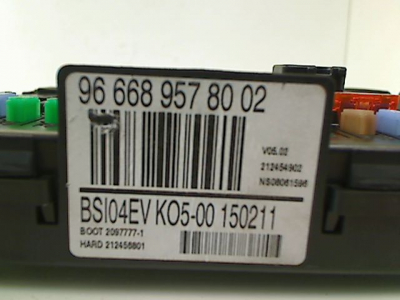 96 668 957 80 02
V05.02
212454902
NS08061596
BSI04EV KO5-00 150211
BOOT 2097777-1
HARD 212456801